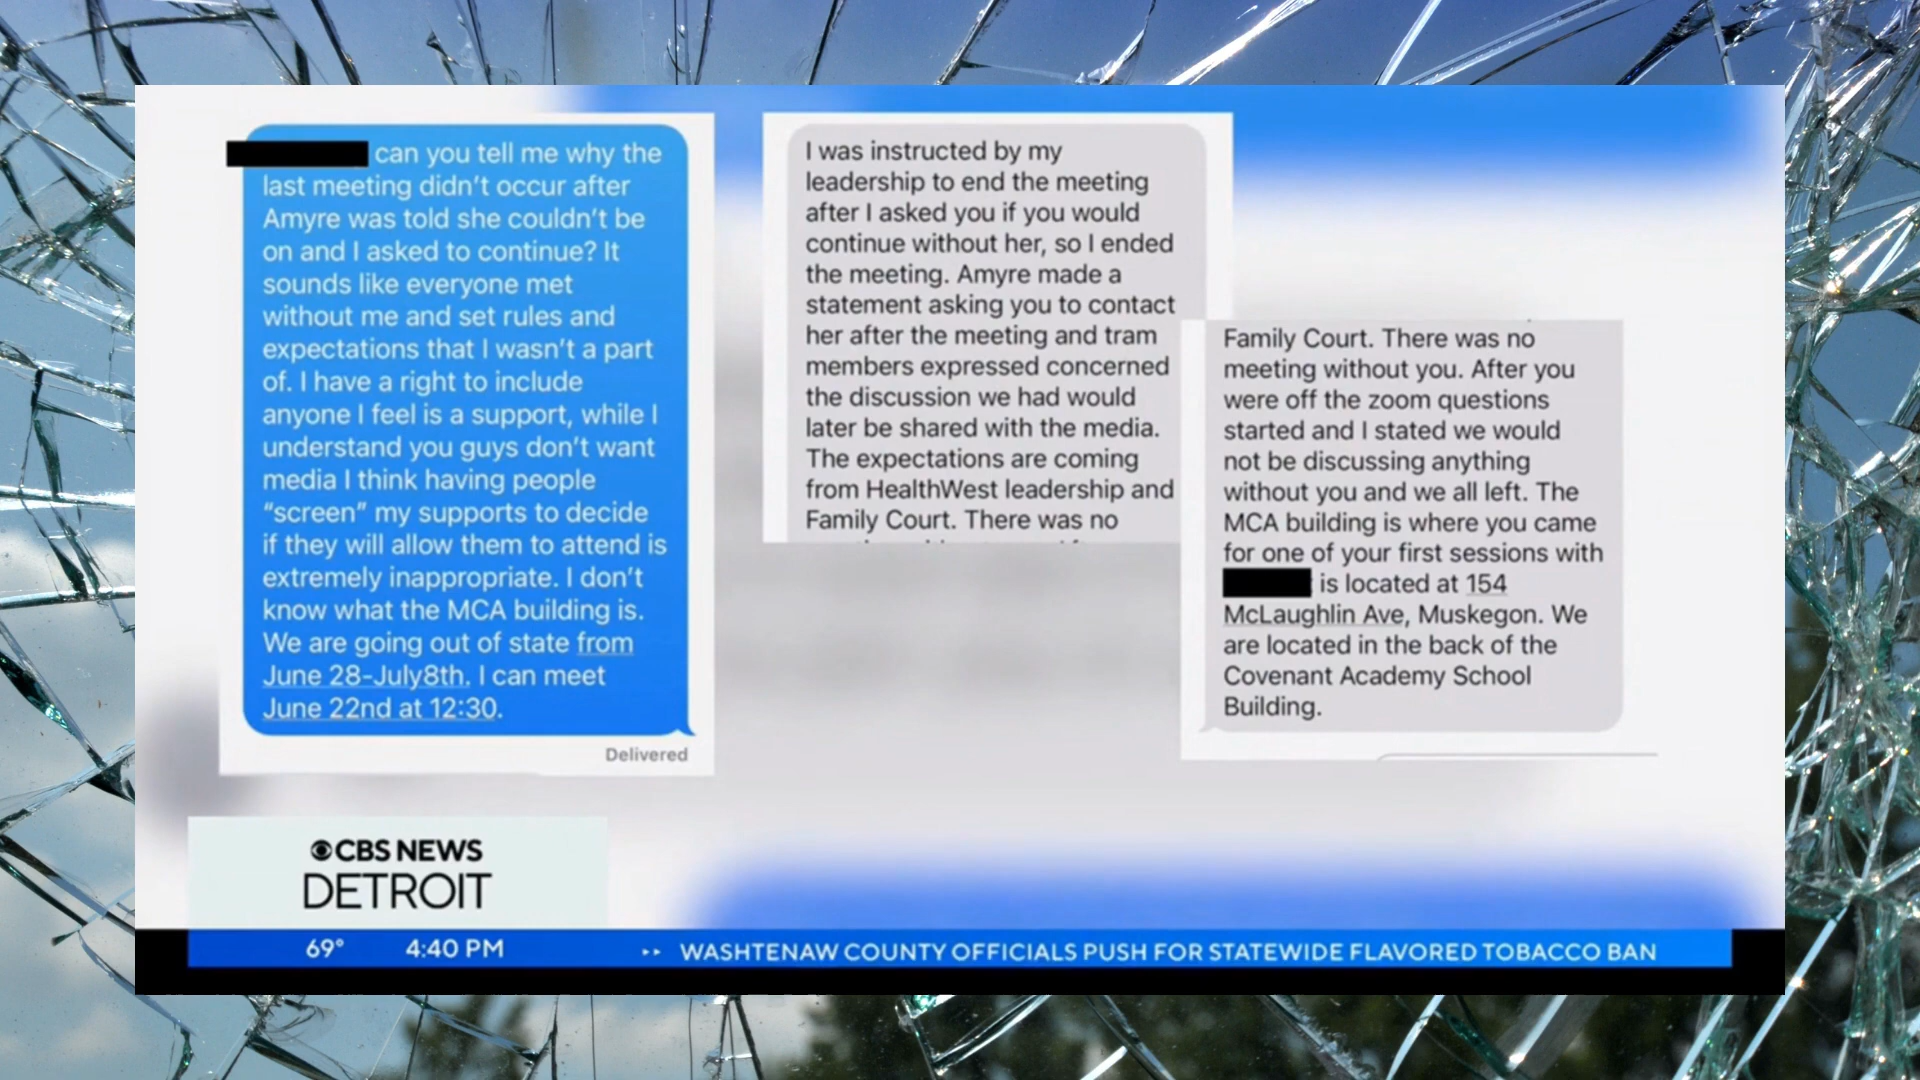 can you tell me why the
last meeting didn't occur after
Amyre was told she couldn't be
on and I asked to continue? It
sounds like everyone met
without me and set rules and
expectations that I wasn't a part
of. I have a right to include
anyone I feel is a support, while I
understand you guys don't want
media I think having people
"screen" my supports to decide
if they will allow them to attend is
extremely inappropriate. I don't
know what the MCA building is.
We are going out of state from
June 28-July8th. I can meet
June 22nd at 12:30.
Delivered
I was instructed by my
leadership to end the meeting
after I asked you if you would
continue without her, so I ended
the meeting. Amyre made a
statement asking you to contact
her after the meeting and tram
members expressed concerned
the discussion we had would
later be shared with the media.
The expectations are coming
from HealthWest leadership and
Family Court. There was no
Family Court. There was no
meeting without you. After you
were off the zoom questions
started and I stated we would
not be discussing anything
without you and we all left. The
MCA building is where you came
for one of your first sessions with
is located at 154
McLaughlin Ave, Muskegon. We
are located in the back of the
Covenant Academy School
Building.
CBS NEWS
DETROIT
69° 4:40 PM WASHTENAW COUNTY OFFICIALS PUSH FOR STATEWIDE FLAVORED TOBACCO BAN